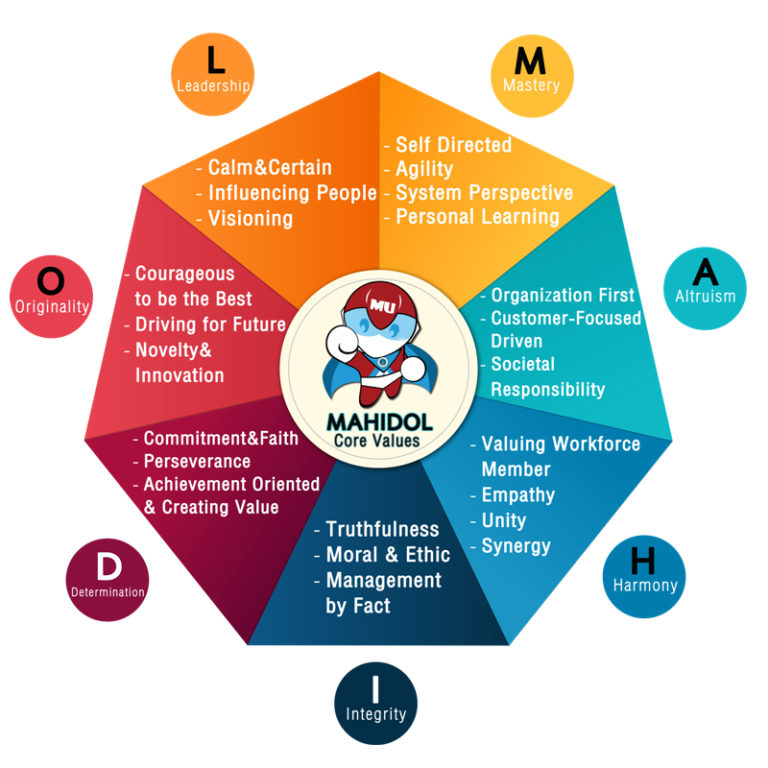 M
Mastery
- Self Directed
- Agility
- System Perspective
- Personal Learning
A
Altruism
- Organization First
- Customer-Focused
Driven
- Societal
Responsibility
H
Harmony
- Valuing Workforce
Member
- Empathy
- Unity
- Synergy
I
Integrity
- Truthfulness
- Moral & Ethic
- Management
by Fact
D
Determination
- Commitment&Faith
- Perseverance
- Achievement Oriented
& Creating Value
O
Originality
- Courageous
to be the Best
- Driving for Future
- Novelty&
Innovation
L
Leadership
- Calm&Certain
- Influencing People
- Visioning
MU
MAHIDOL
Core Values